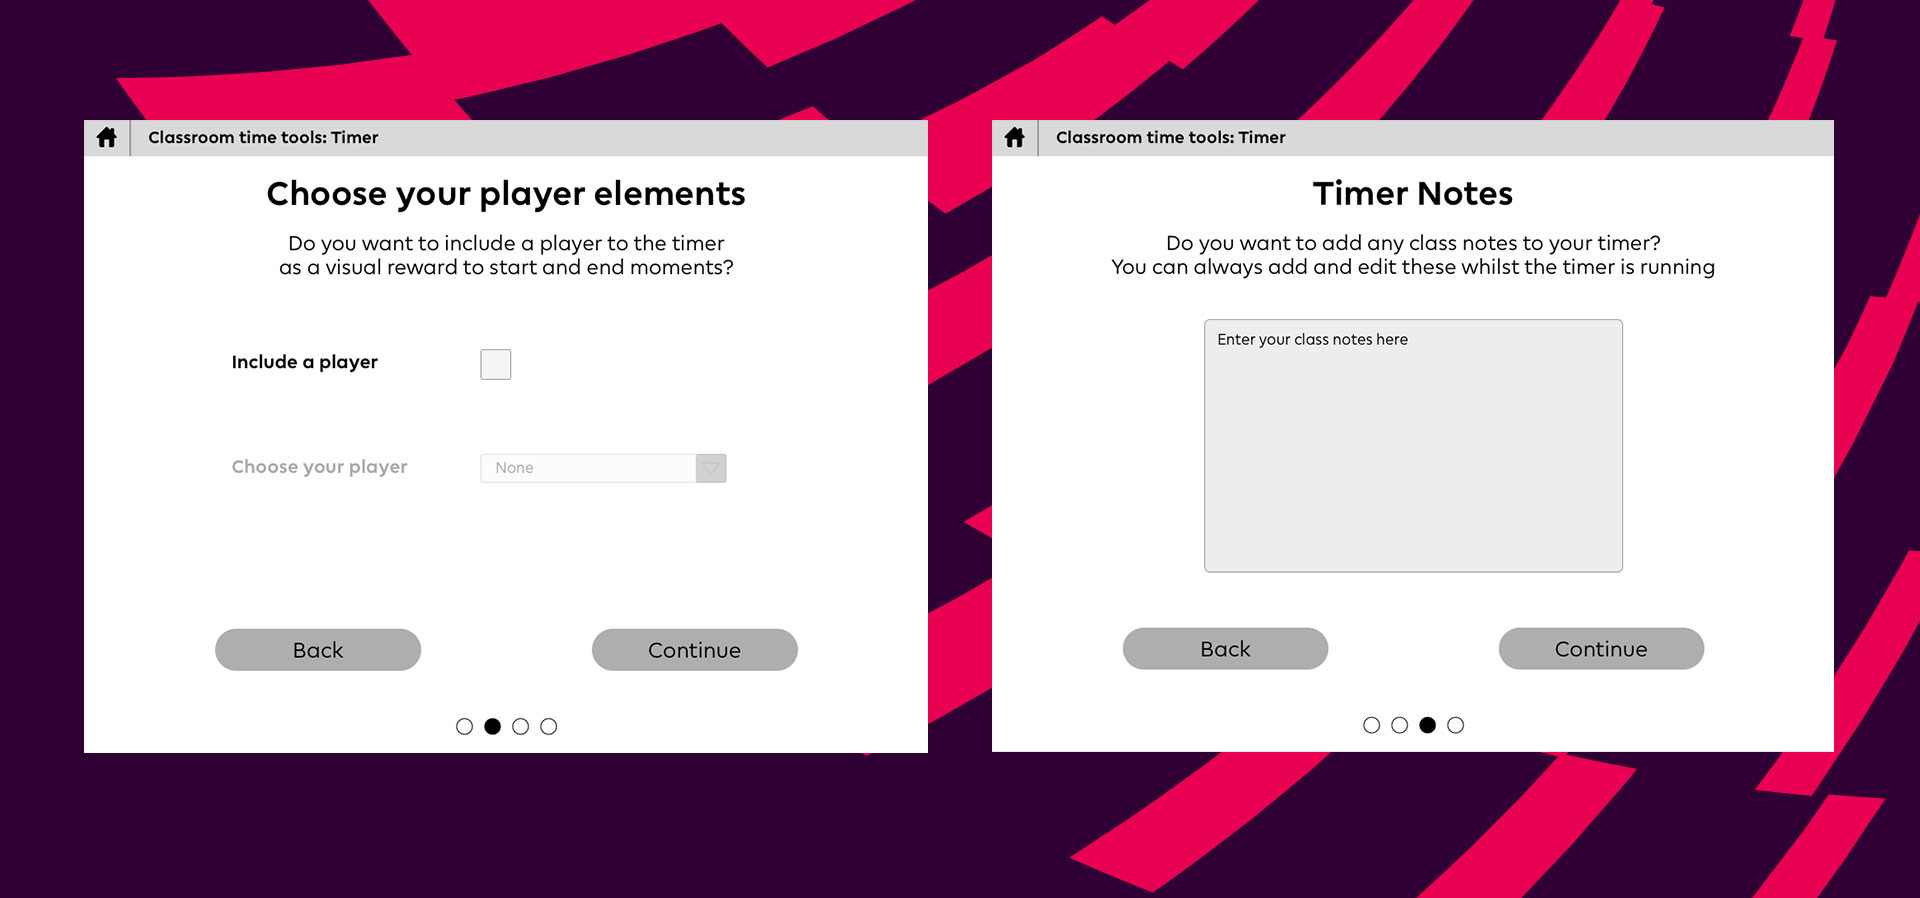 Classroom time tools: Timer
Choose your player elements
Do you want to include a player to the timer
as a visual reward to start and end moments?
Include a player
Choose your player
None
Back
Continue
Classroom time tools: Timer
Timer Notes
Do you want to add any class notes to your timer?
You can always add and edit these whilst the timer is running
Enter your class notes here
Back
Continue